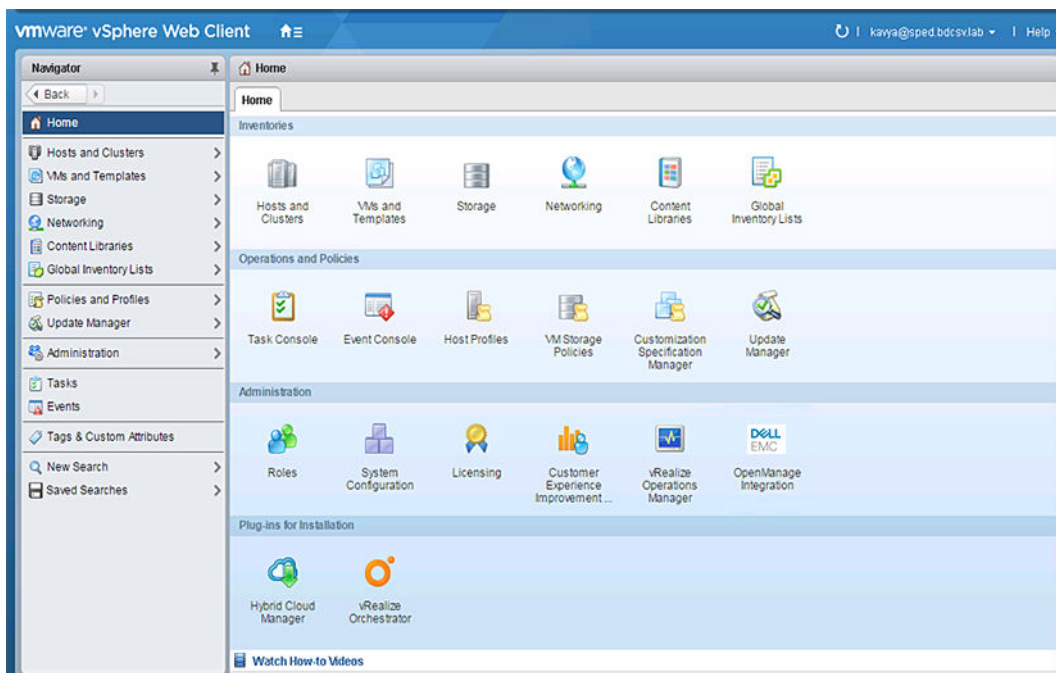 vmware® vSphere Web Client
kavya@sped.bdcsv.lab | Help
Navigator
Back
Home
Hosts and Clusters
VMs and Templates
Storage
Networking
Content Libraries
Global Inventory Lists
Policies and Profiles
Update Manager
Administration
Tasks
Events
Tags & Custom Attributes
New Search
Saved Searches
Home
Home
Inventories
Hosts and
Clusters
VMs and
Templates
Storage
Networking
Content
Libraries
Global
Inventory Lists
Operations and Policies
Task Console
Event Console
Host Profiles
VM Storage
Policies
Customization
Specification
Manager
Update
Manager
Administration
Roles
System
Configuration
Licensing
Customer
Experience
Improvement ...
vRealize
Operations
Manager
DELL
EMC
OpenManage
Integration
Plug-ins for Installation
Hybrid Cloud
Manager
vRealize
Orchestrator
Watch How-to Videos